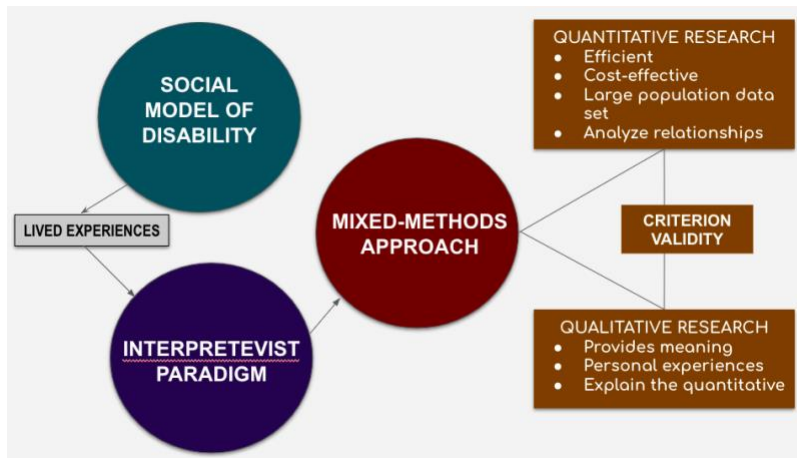 SOCIAL
MODEL OF
DISABILITY
LIVED EXPERIENCES
INTERPRETEVIST
PARADIGM
MIXED-METHODS
APPROACH
QUANTITATIVE RESEARCH
● Efficient
● Cost-effective
● Large population data
set
● Analyze relationships
CRITERION
VALIDITY
QUALITATIVE RESEARCH
● Provides meaning
● Personal experiences
● Explain the quantitative